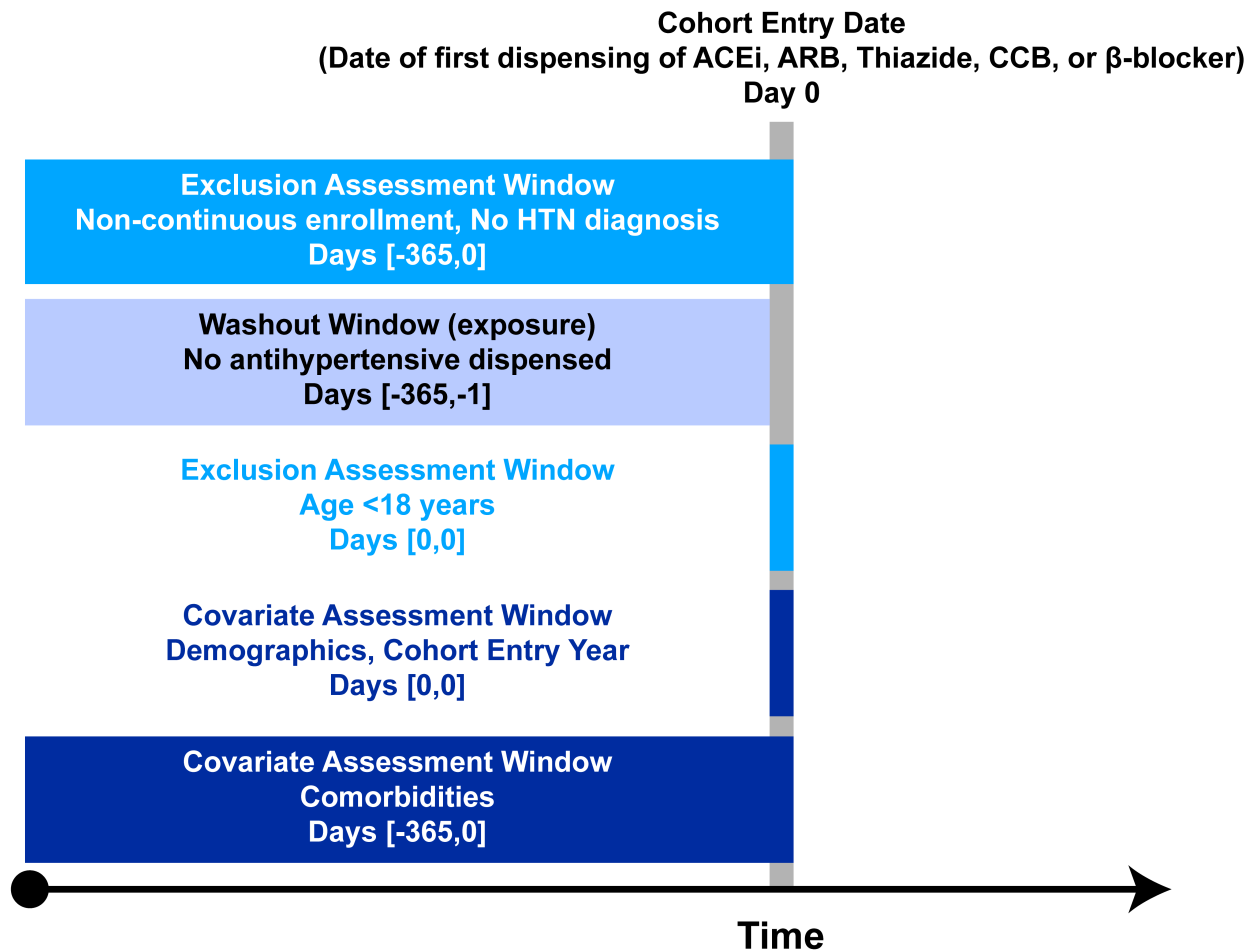 Cohort Entry Date
(Date of first dispensing of ACEi, ARB, Thiazide, CCB, or β-blocker)
Day 0
Exclusion Assessment Window
Non-continuous enrollment, No HTN diagnosis
Days [-365,0]
Washout Window (exposure)
No antihypertensive dispensed
Days [-365,-1]
Exclusion Assessment Window
Age <18 years
Days [0,0]
Covariate Assessment Window
Demographics, Cohort Entry Year
Days [0,0]
Covariate Assessment Window
Comorbidities
Days [-365,0]
Time